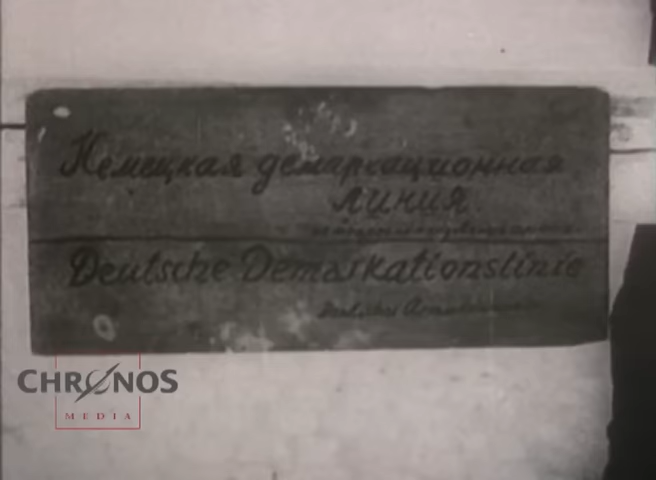 Немецкая демаркационная
линия
Deutsche Demarkationslinie
CHRONOS
MEDIA